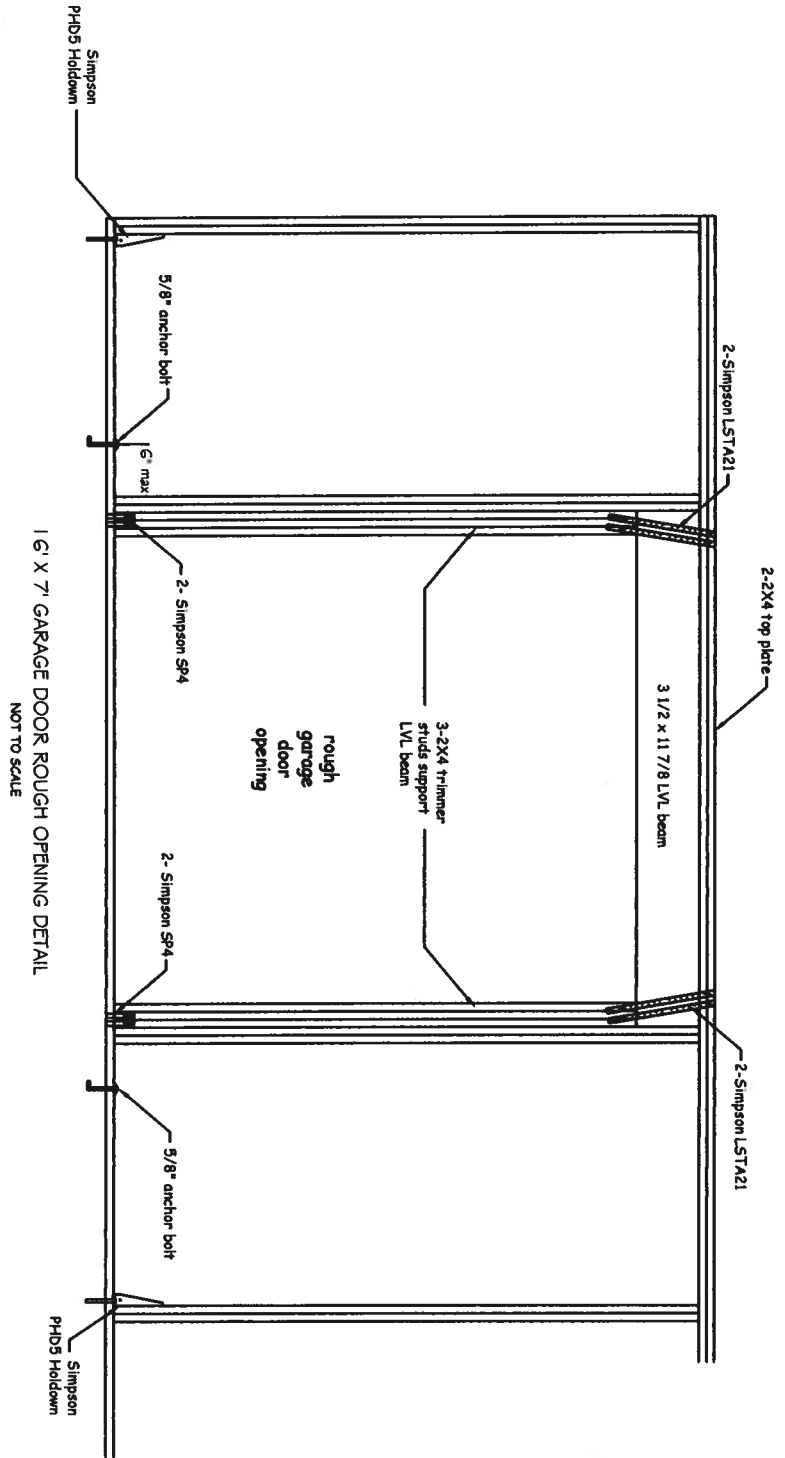 2-2X4 top plate
2-Simpson LSTA21
2-Simpson LSTA21
3 1/2 x 11 7/8 LVL beam
3-2X4 trimmer
studs support
LVL beam
rough
garage
door
opening
5/8" anchor bolt
6" max
2- Simpson SP4
2- Simpson SP4
5/8" anchor bolt
Simpson
PHD5 Holdown
Simpson
PHD5 Holdown
16' X 7' GARAGE DOOR ROUGH OPENING DETAIL
NOT TO SCALE